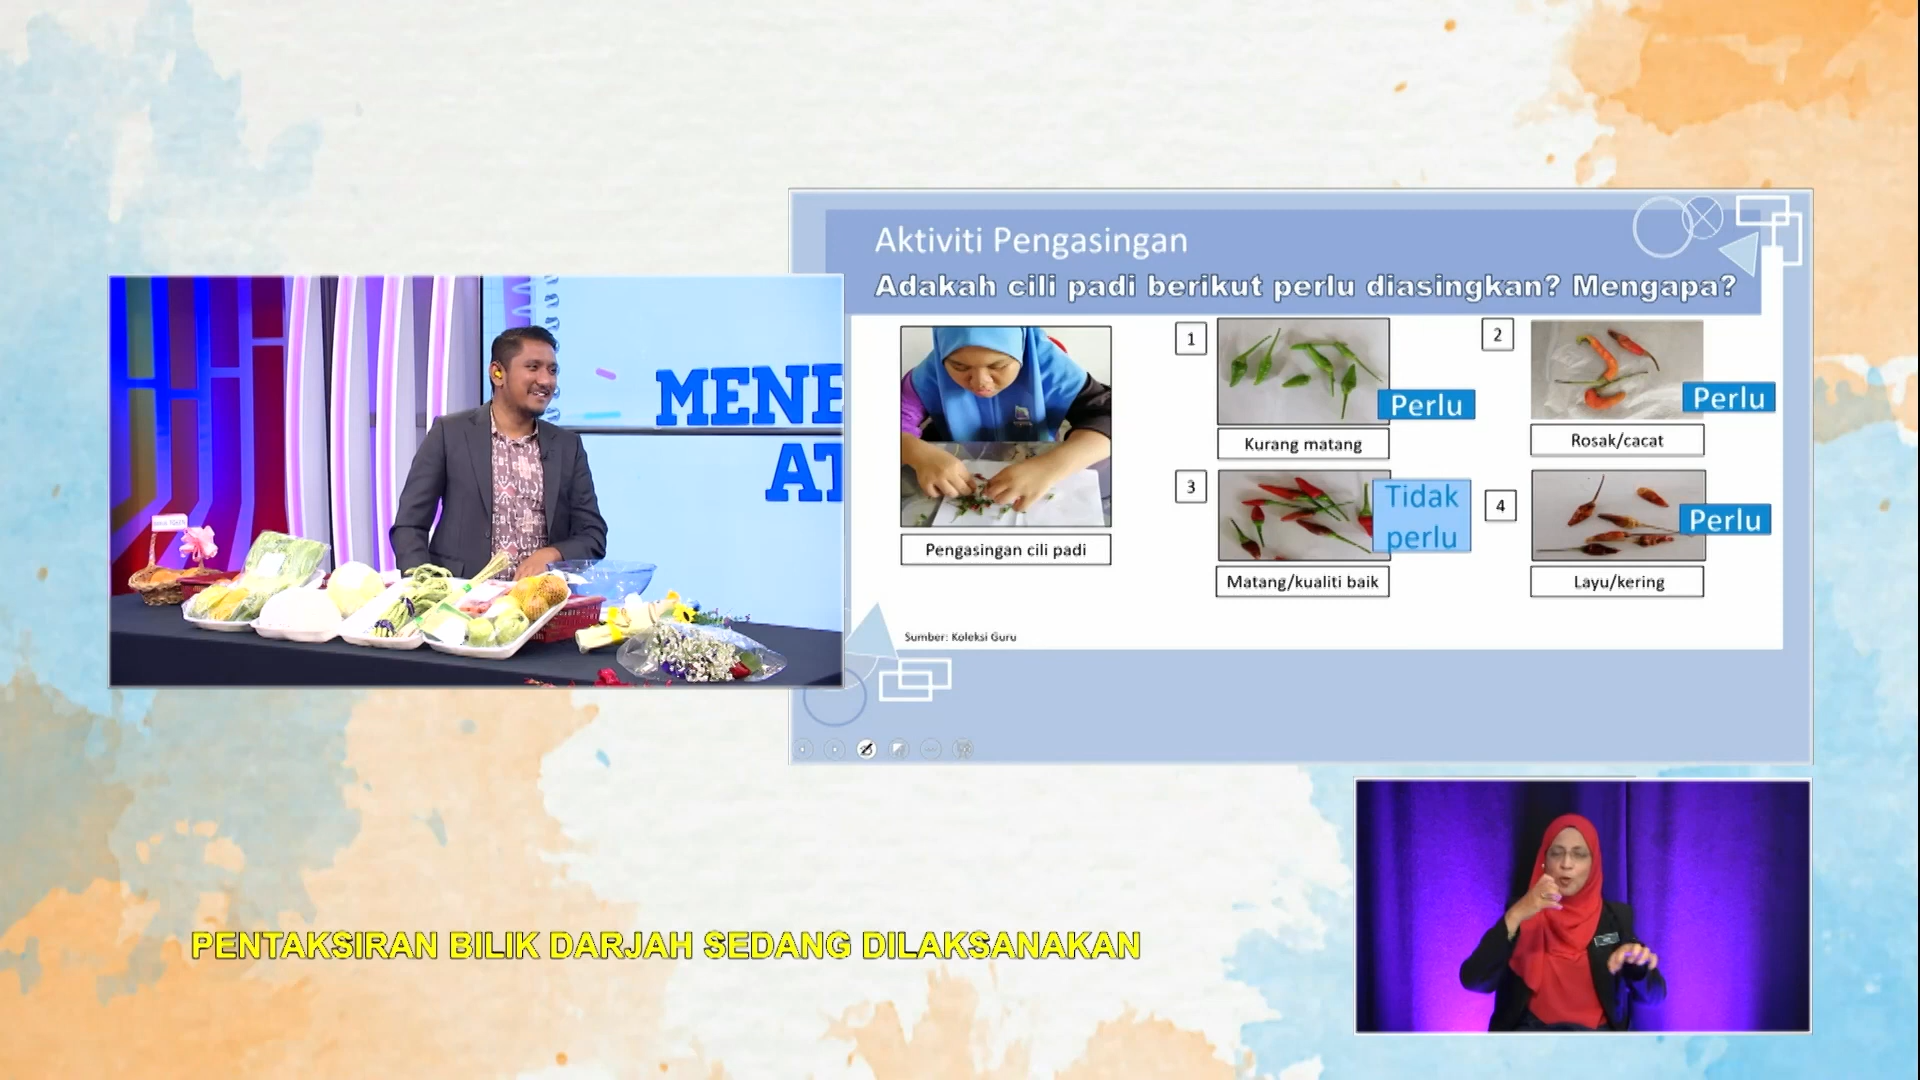 Aktiviti Pengasingan
Adakah cili padi berikut perlu diasingkan? Mengapa?
MENE
AT
Pengasingan cili padi
1
Perlu
Kurang matang
2
Perlu
Rosak/cacat
3
Tidak
perlu
Matang/kualiti baik
4
Perlu
Layu/kering
Sumber: Koleksi Guru
PENTAKSIRAN BILIK DARJAH SEDANG DILAKSANAKAN